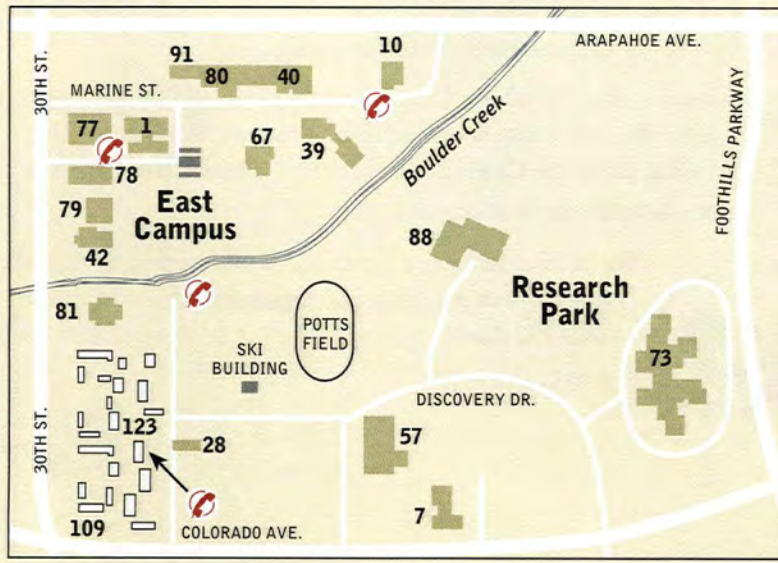 91
10
ARAPAHOE AVE.
30TH ST.
80
40
MARINE ST.
77
1
67
39
Boulder Creek
FOOTHILLS PARKWAY
78
East
Campus
79
42
88
Research
Park
81
POTTS
FIELD
SKI
BUILDING
73
DISCOVERY DR.
30TH ST.
123
28
57
7
109
COLORADO AVE.